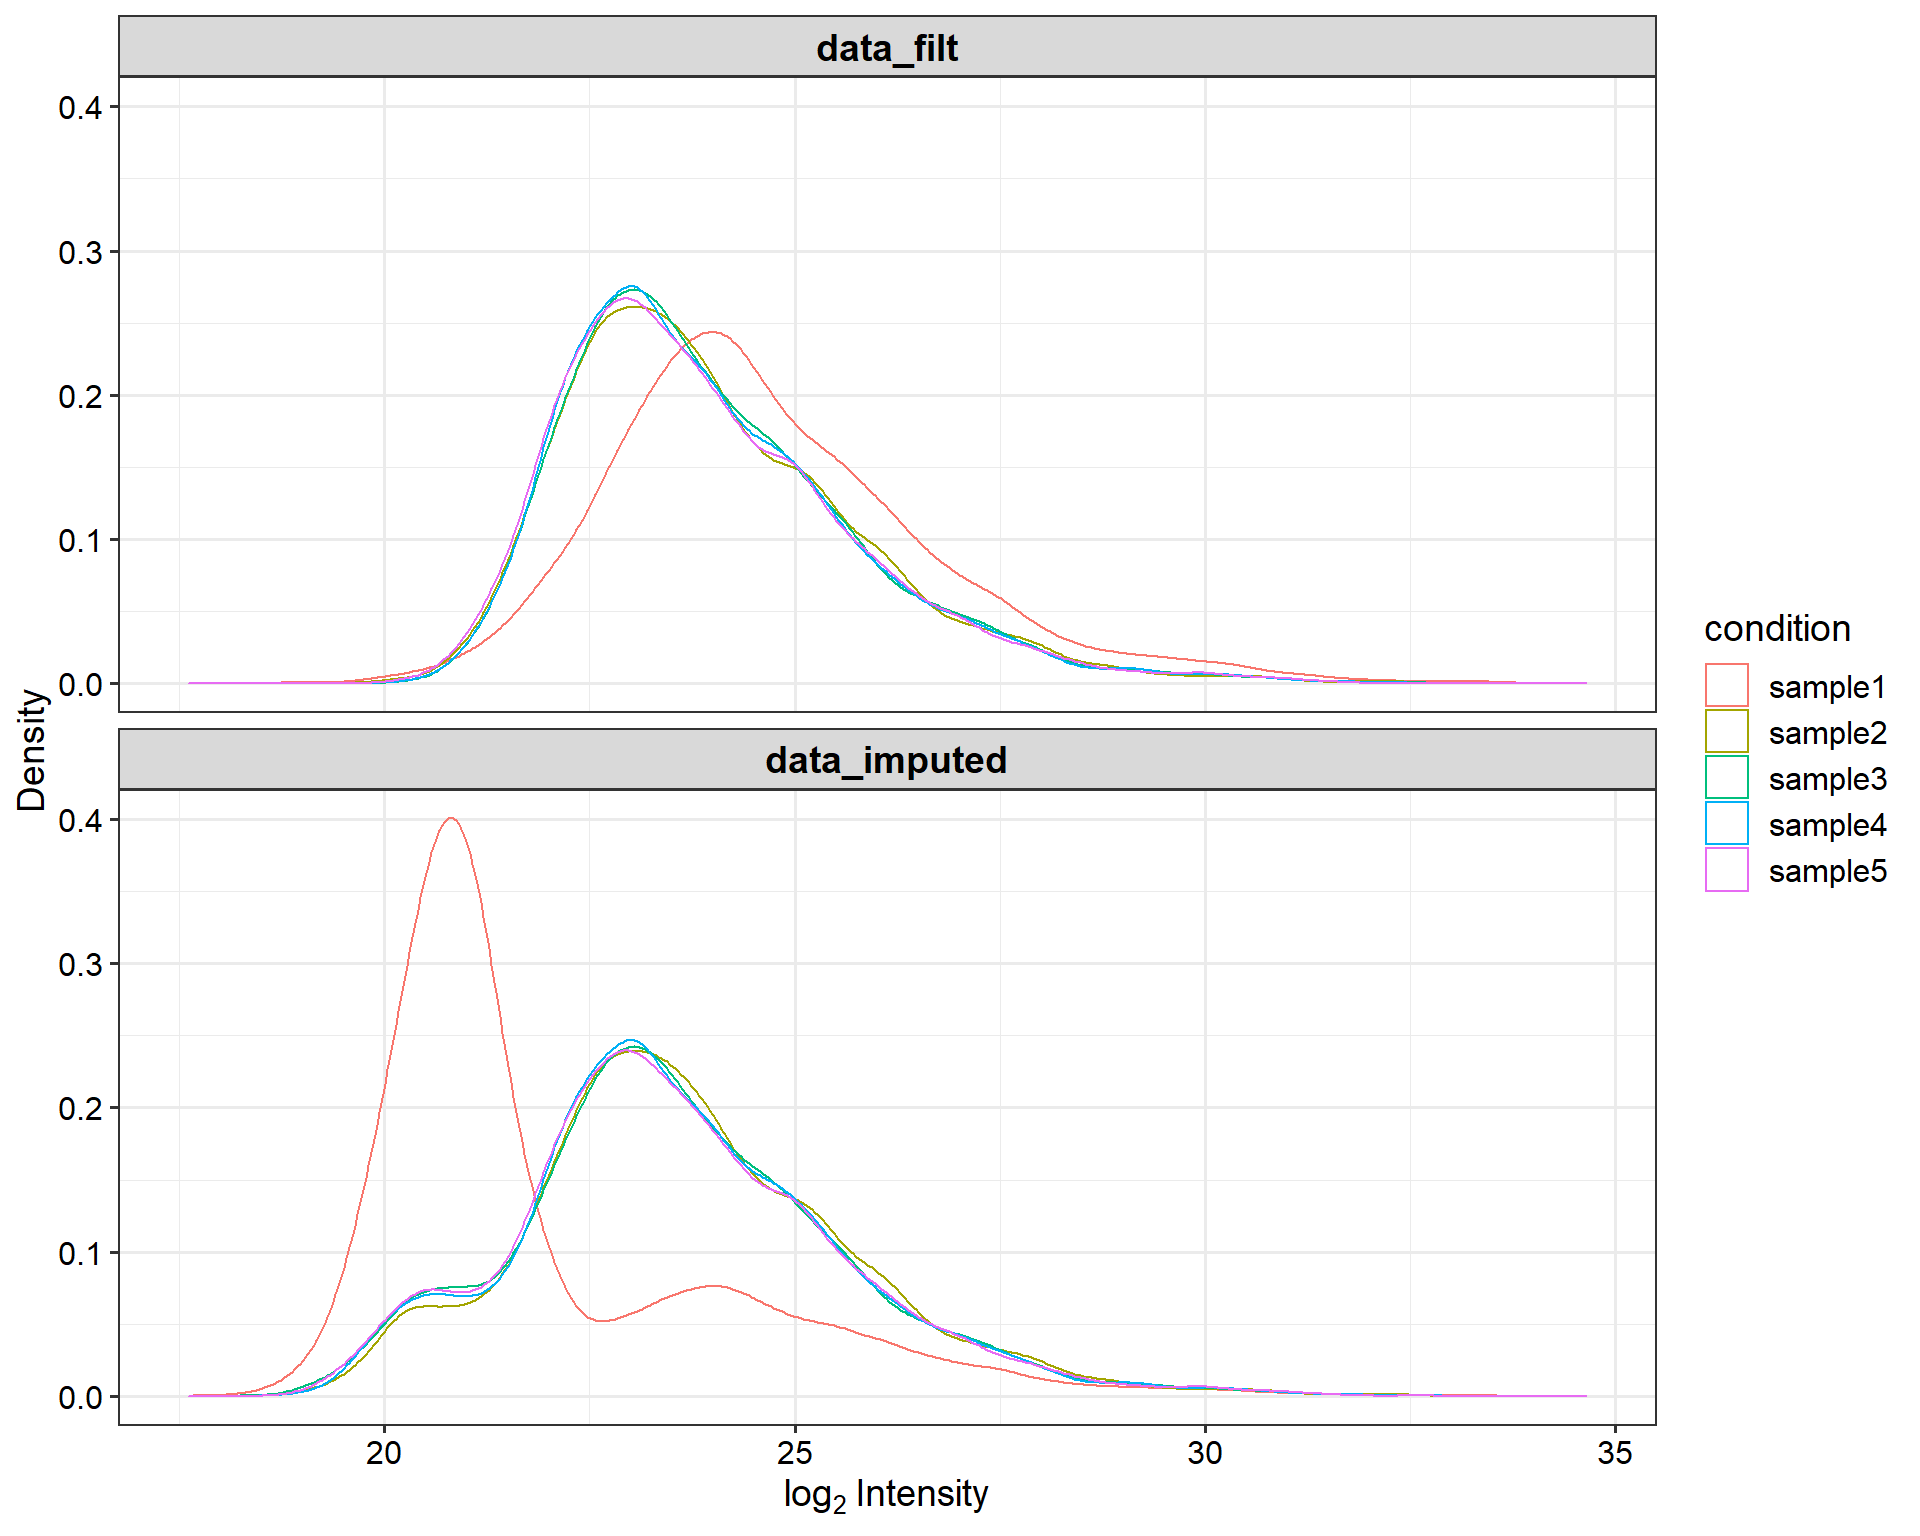 data_filt
0.4
0.3
0.2
0.1
0.0
data_imputed
0.4
0.3
0.2
0.1
0.0
Density
20 25 30 35
log2 Intensity
condition
sample1
sample2
sample3
sample4
sample5